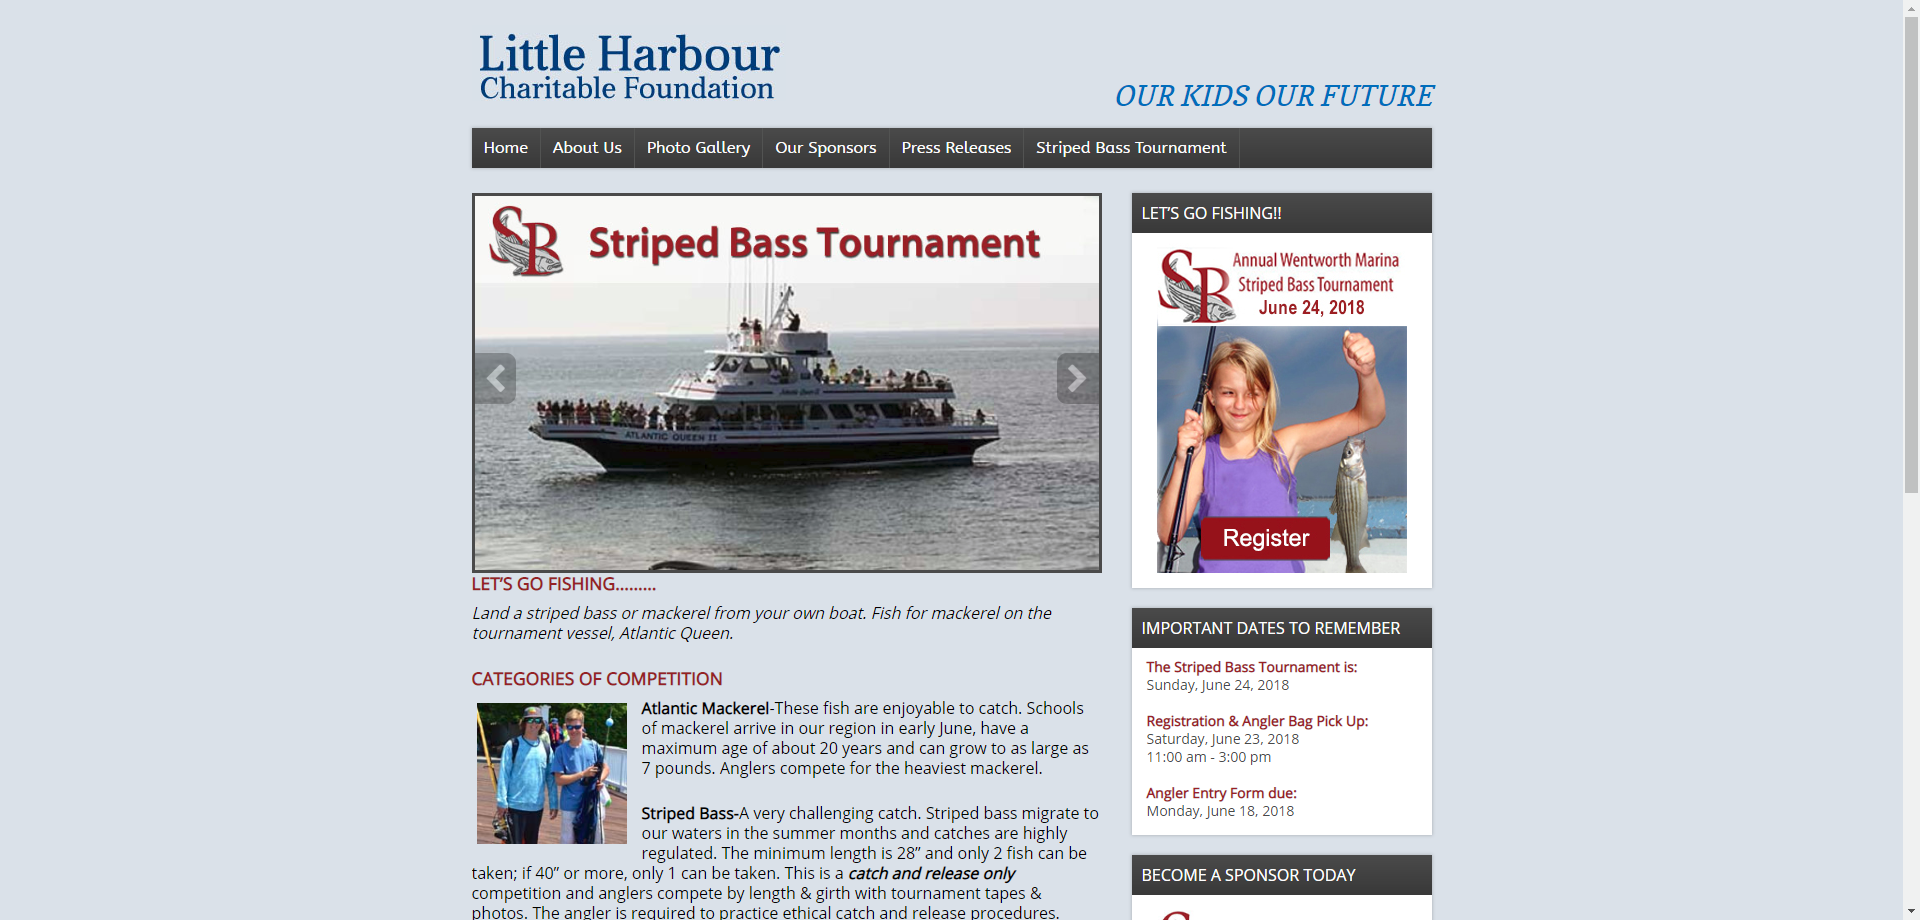 Little Harbour
Charitable Foundation
OUR KIDS OUR FUTURE
Home
About Us
Photo Gallery
Our Sponsors
Press Releases
Striped Bass Tournament
SB
Striped Bass Tournament
Atlantic Queen II
ATLANTIC QUEEN II
LET'S GO FISHING.........
Land a striped bass or mackerel from your own boat. Fish for mackerel on the
tournament vessel, Atlantic Queen.
CATEGORIES OF COMPETITION
Atlantic Mackerel-These fish are enjoyable to catch. Schools
of mackerel arrive in our region in early June, have a
maximum age of about 20 years and can grow to as large as
7 pounds. Anglers compete for the heaviest mackerel.
Striped Bass-A very challenging catch. Striped bass migrate to
our waters in the summer months and catches are highly
regulated. The minimum length is 28” and only 2 fish can be
taken; if 40” or more, only 1 can be taken. This is a catch and release only
competition and anglers compete by length & girth with tournament tapes &
photos. The angler is required to practice ethical catch and release procedures.
LET’S GO FISHING!!
SB
Annual Wentworth Marina
Striped Bass Tournament
June 24, 2018
Register
IMPORTANT DATES TO REMEMBER
The Striped Bass Tournament is:
Sunday, June 24, 2018
Registration & Angler Bag Pick Up:
Saturday, June 23, 2018
11:00 am - 3:00 pm
Angler Entry Form due:
Monday, June 18, 2018
BECOME A SPONSOR TODAY